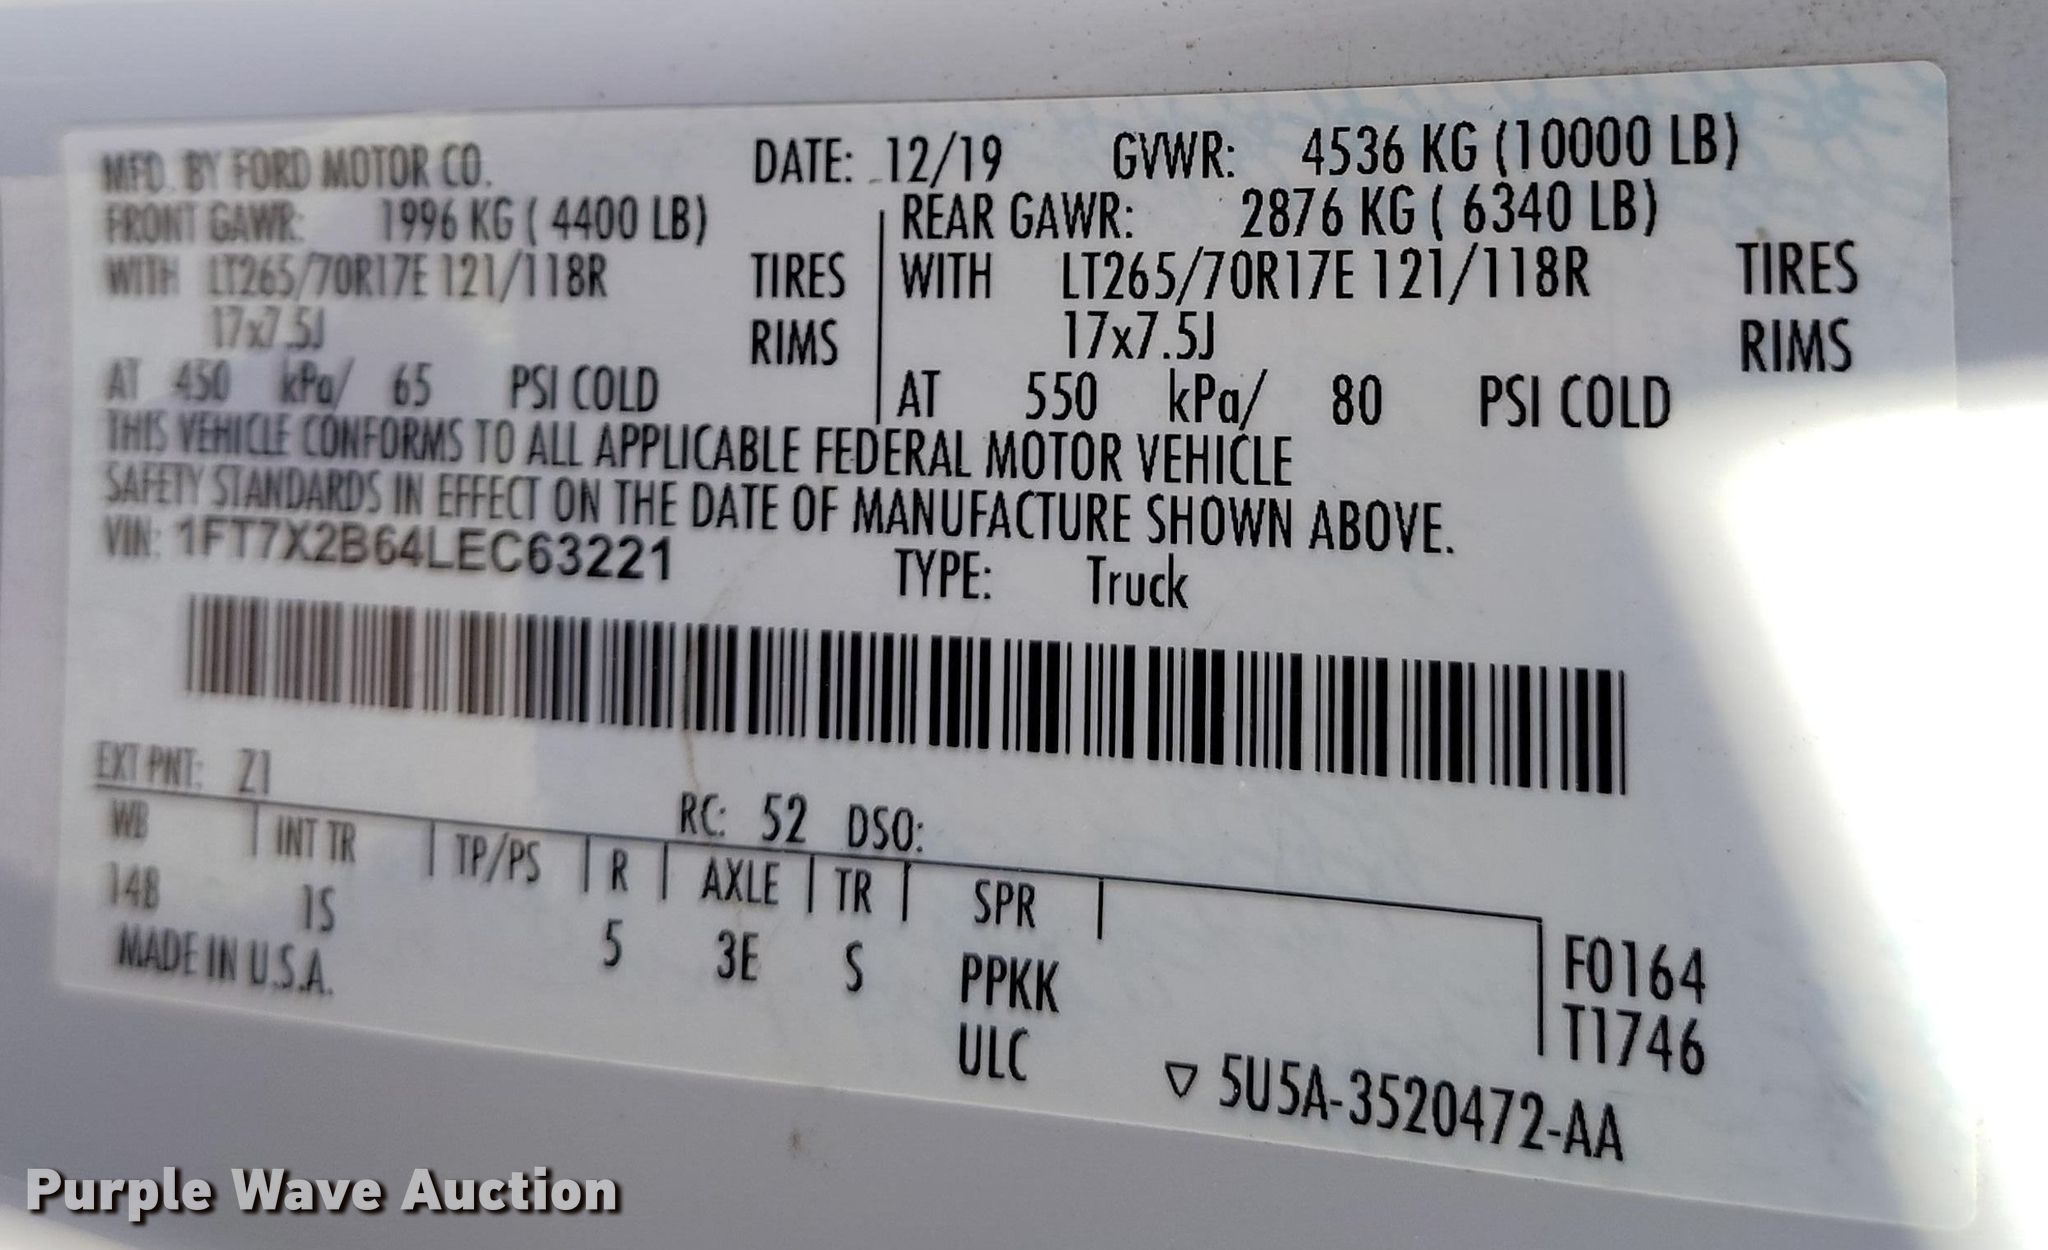 MFD. BY FORD MOTOR CO. DATE: 12/19 GVWR: 4536 KG (10000 LB)
FRONT GAWR: 1996 KG ( 4400 LB) REAR GAWR: 2876 KG ( 6340 LB)
WITH LT265/70R17E 121/118R TIRES WITH LT265/70R17E 121/118R TIRES
17x7.5J RIMS 17x7.5J RIMS
AT 450 kPa/ 65 PSI COLD AT 550 kPa/ 80 PSI COLD
THIS VEHICLE CONFORMS TO ALL APPLICABLE FEDERAL MOTOR VEHICLE
SAFETY STANDARDS IN EFFECT ON THE DATE OF MANUFACTURE SHOWN ABOVE.
VIN: 1FT7X2B64LEC63221 TYPE: Truck
EXT PNT: Z1 RC: 52 DSO:
WB INT TR TP/PS R AXLE TR SPR
148 1S 5 3E S PPKK F0164
MADE IN U.S.A. ULC T1746
▽ 5U5A-3520472-AA
Purple Wave Auction